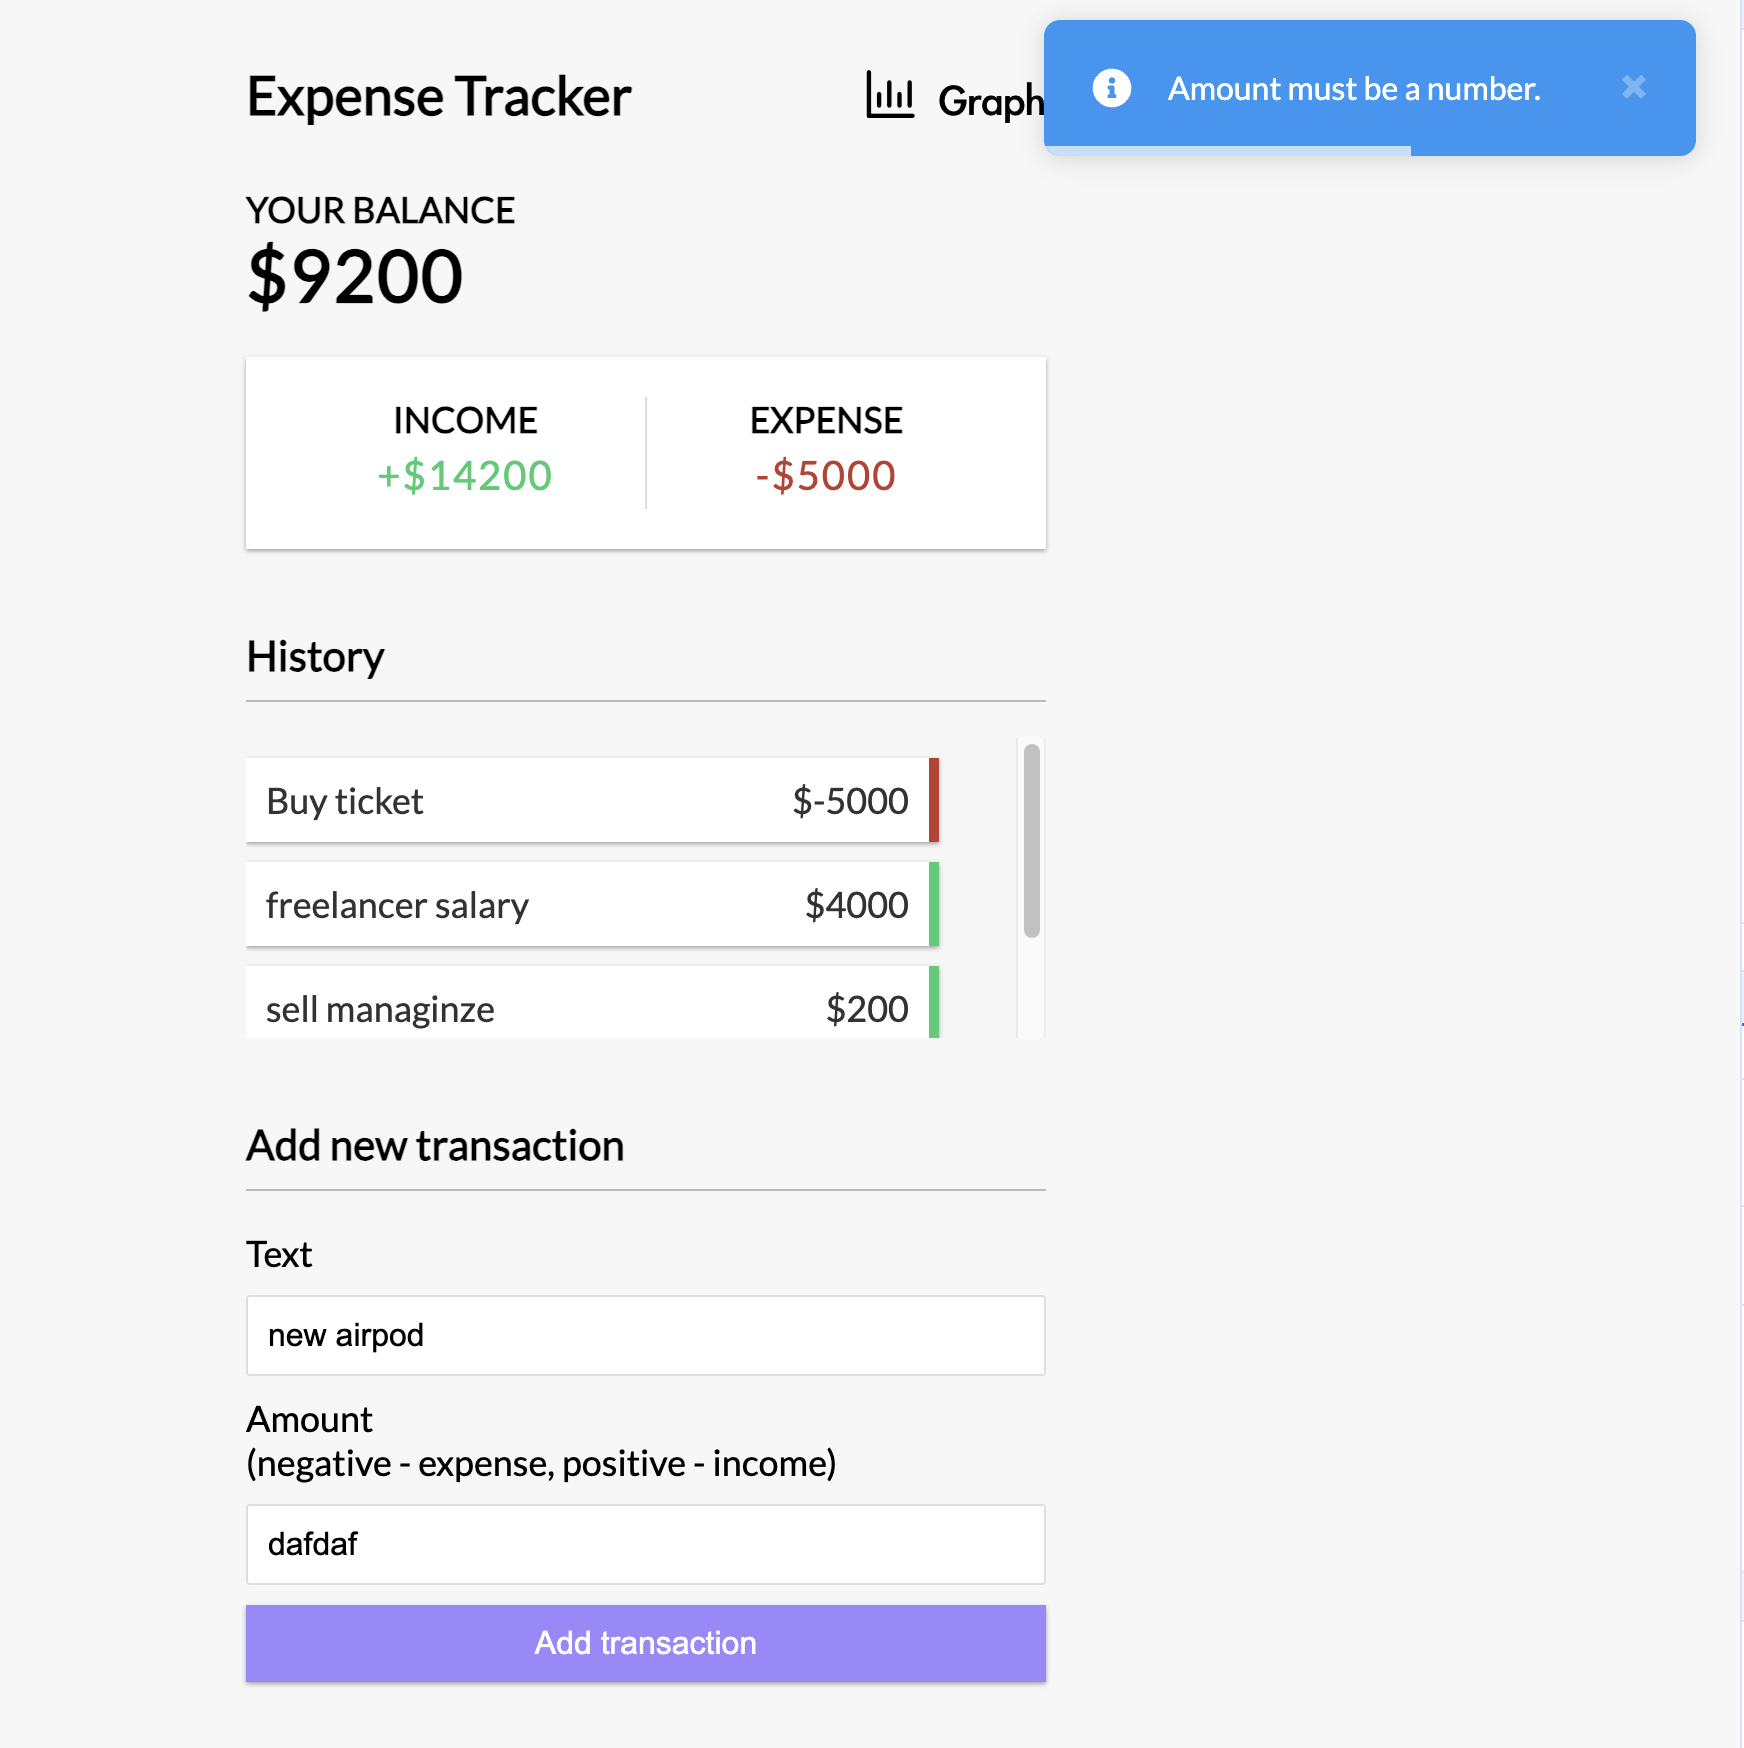 Expense Tracker
Graph
Amount must be a number.
YOUR BALANCE
$9200
INCOME
EXPENSE
+$14200
-$5000
History
Buy ticket
$-5000
freelancer salary
$4000
sell managinze
$200
Add new transaction
Text
new airpod
Amount
(negative - expense, positive - income)
dafdaf
Add transaction